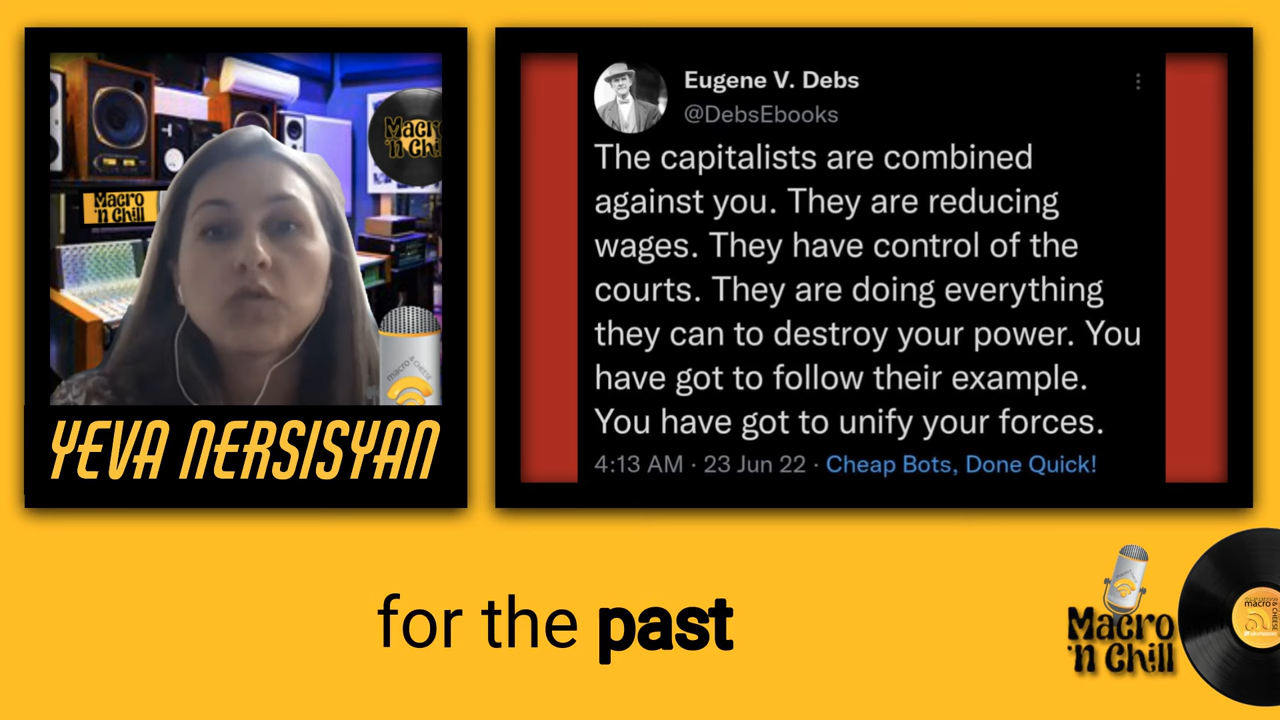 Macro
'n Chill
Macro
'n Chill
macro
YEVA NERSISYAN
Eugene V. Debs
@DebsEbooks
The capitalists are combined
against you. They are reducing
wages. They have control of the
courts. They are doing everything
they can to destroy your power. You
have got to follow their example.
You have got to unify your forces.
4:13 AM · 23 Jun 22 · Cheap Bots, Done Quick!
for the past
Macro
'n Chill
macro